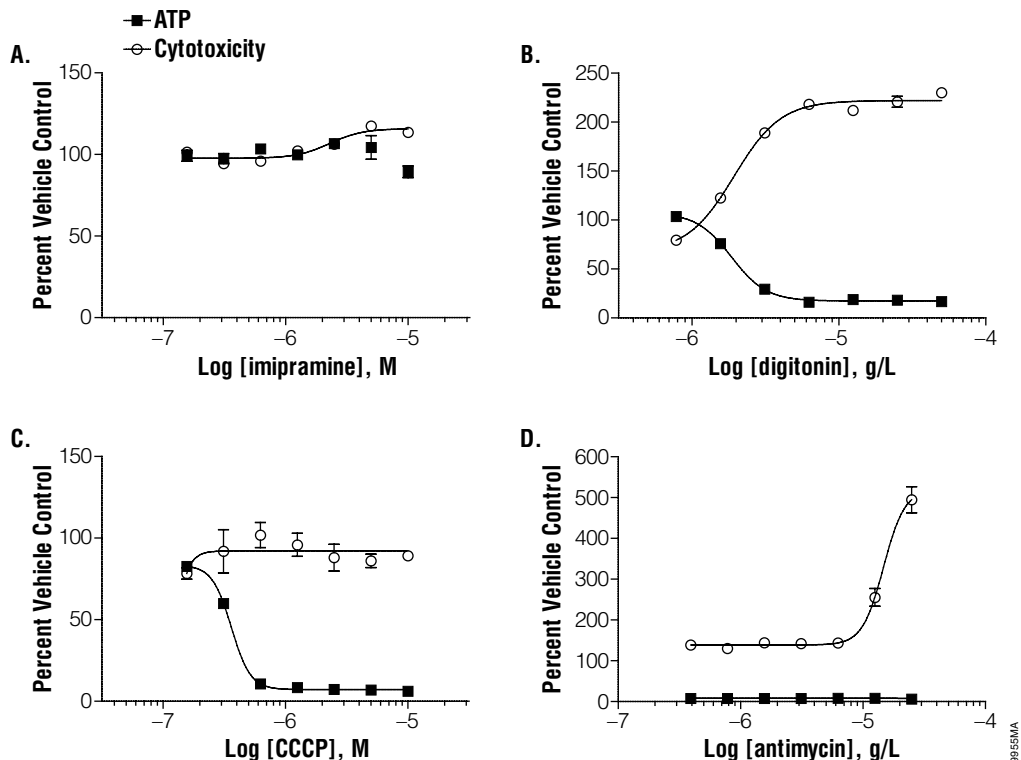 ATP
Cytotoxicity
A.
150
100
50
0
Percent Vehicle Control
–7
–6
–5
Log [imipramine], M
B.
250
200
150
100
50
0
Percent Vehicle Control
–6
–5
–4
Log [digitonin], g/L
C.
150
100
50
0
Percent Vehicle Control
–7
–6
–5
Log [CCCP], M
D.
600
500
400
300
200
100
0
Percent Vehicle Control
–7
–6
–5
–4
Log [antimycin], g/L
9955MA